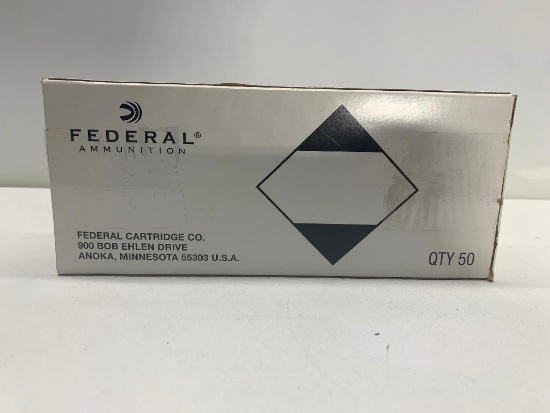 FEDERAL®
AMMUNITION
FEDERAL CARTRIDGE CO.
900 BOB EHLEN DRIVE
ANOKA, MINNESOTA 55303 U.S.A.
QTY 50